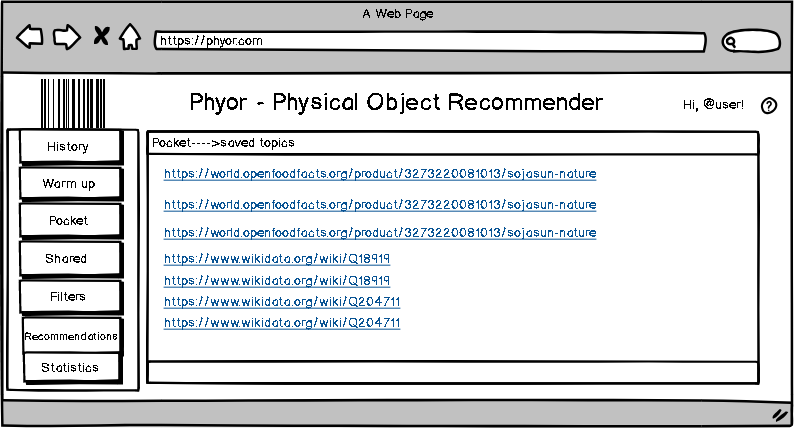 A Web Page
https://phyor.com
Phyor - Physical Object Recommender
Hi, @user!
?
History
Warm up
Pocket
Shared
Filters
Recommendations
Statistics
Pocket---->saved topics
https://world.openfoodfacts.org/product/3273220081013/sojasun-nature
https://world.openfoodfacts.org/product/3273220081013/sojasun-nature
https://world.openfoodfacts.org/product/3273220081013/sojasun-nature
https://www.wikidata.org/wiki/Q18919
https://www.wikidata.org/wiki/Q18919
https://www.wikidata.org/wiki/Q204711
https://www.wikidata.org/wiki/Q204711